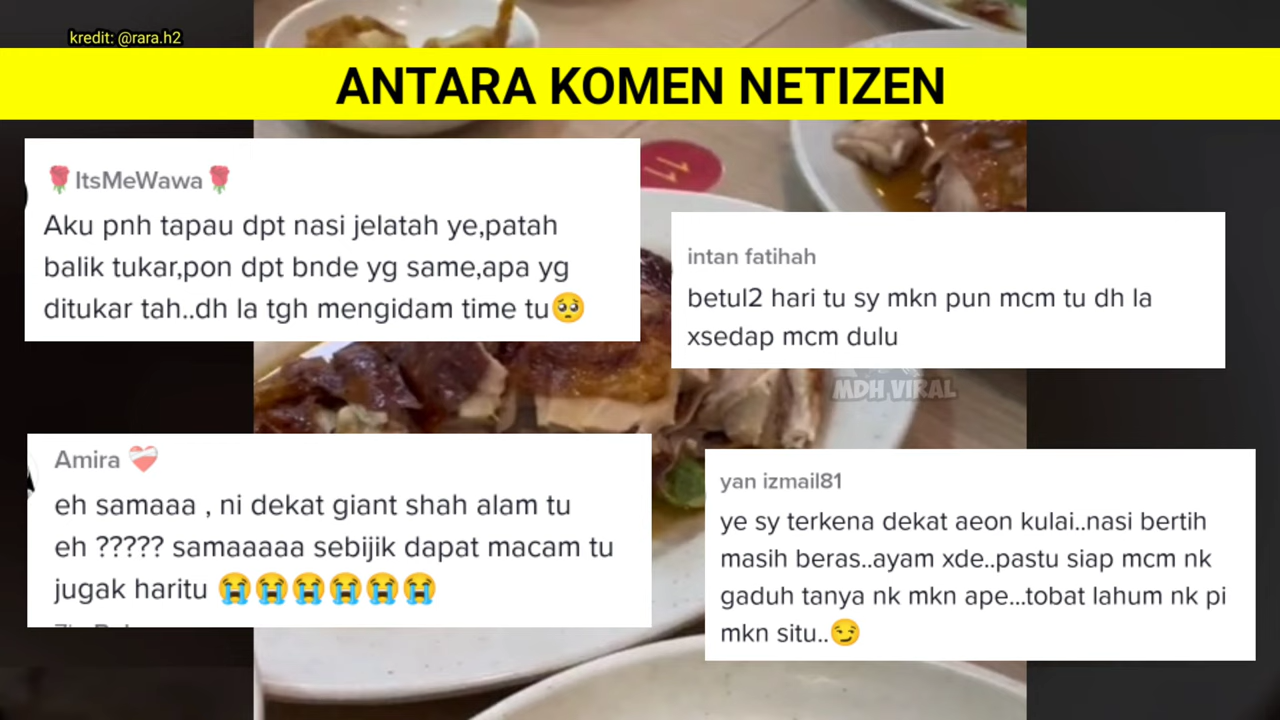 kredit: @rara.h2
ANTARA KOMEN NETIZEN
🌹ItsMeWawa🌹
Aku pnh tapau dpt nasi jelatah ye,patah
balik tukar,pon dpt bnde yg same,apa yg
ditukar tah..dh la tgh mengidam time tu🥺
intan fatihah
betul2 hari tu sy mkn pun mcm tu dh la
xsedap mcm dulu
MDH VIRAL
Amira ❤️‍🩹
eh samaaa , ni dekat giant shah alam tu
eh ????? samaaaaa sebijik dapat macam tu
jugak haritu 😭😭😭😭😭😭
yan izmail81
ye sy terkena dekat aeon kulai..nasi bertih
masih beras..ayam xde..pastu siap mcm nk
gaduh tanya nk mkn ape...tobat lahum nk pi
mkn situ..😏
11